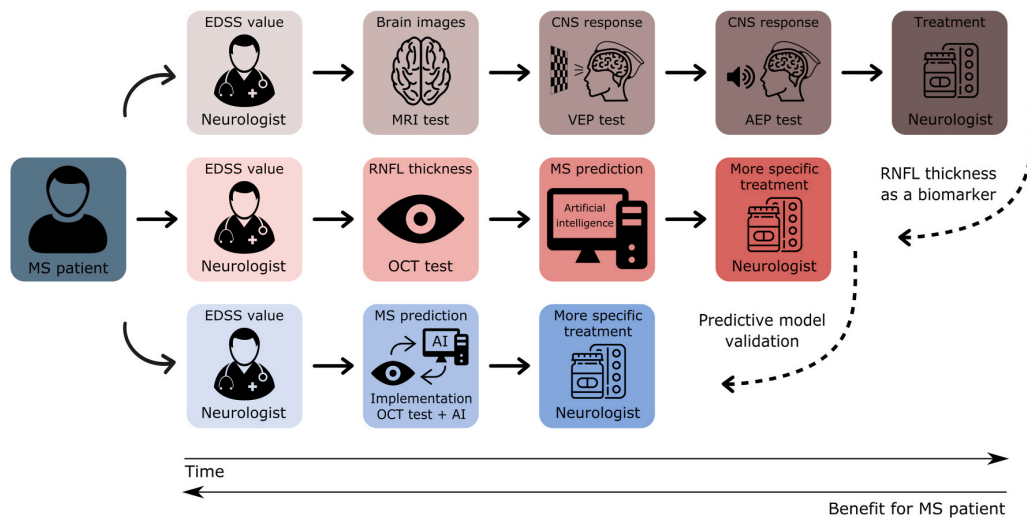 EDSS value
Neurologist
Brain images
MRI test
CNS response
VEP test
CNS response
AEP test
Treatment
Neurologist
MS patient
EDSS value
Neurologist
RNFL thickness
OCT test
MS prediction
Artificial
intelligence
More specific
treatment
Neurologist
RNFL thickness
as a biomarker
EDSS value
Neurologist
MS prediction
AI
Implementation
OCT test + AI
More specific
treatment
Neurologist
Predictive model
validation
Time
Benefit for MS patient